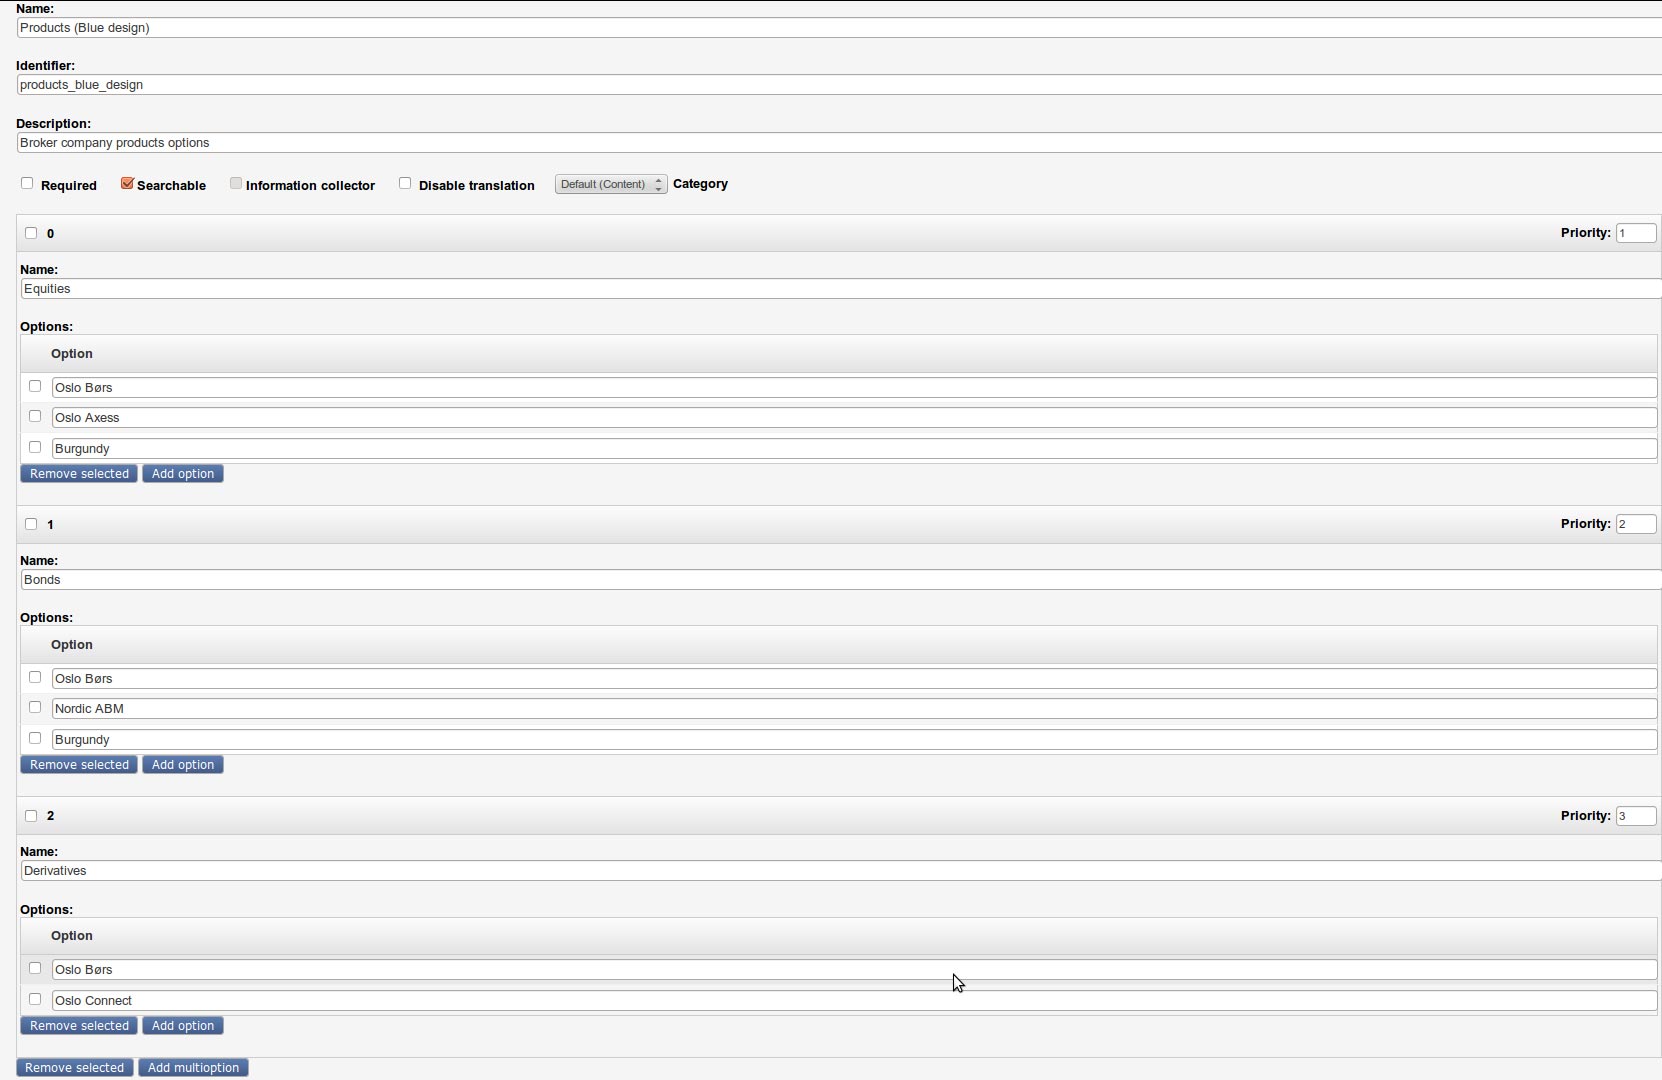 Name:
Products (Blue design)
Identifier:
products_blue_design
Description:
Broker company products options
Required Searchable Information collector Disable translation Default (Content) Category
0 Priority: 1
Name:
Equities
Options:
Option
Oslo Børs
Oslo Axess
Burgundy
Remove selected Add option
1 Priority: 2
Name:
Bonds
Options:
Option
Oslo Børs
Nordic ABM
Burgundy
Remove selected Add option
2 Priority: 3
Name:
Derivatives
Options:
Option
Oslo Børs
Oslo Connect
Remove selected Add option
Remove selected Add multioption